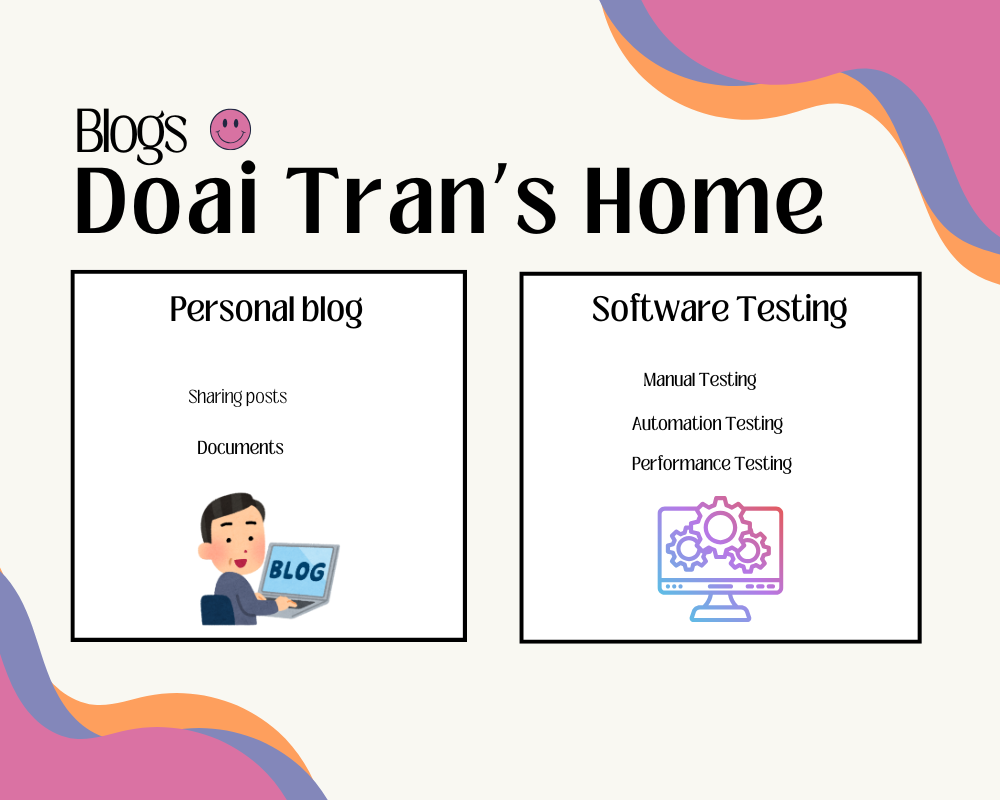 Blogs
Doai Tran's Home
Personal blog
Sharing posts
Documents
BLOG
Software Testing
Manual Testing
Automation Testing
Performance Testing